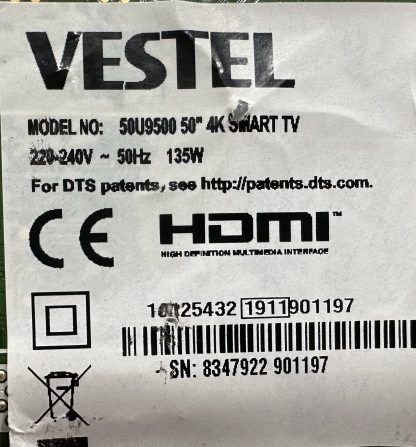 VESTEL
MODEL NO: 50U9500 50" 4K SMART TV
220-240V ~ 50Hz 135W
For DTS patents, see http://patents.dts.com.
CE HDMI™
HIGH DEFINITION MULTIMEDIA INTERFACE
1911 901197
SN: 8347922 901197